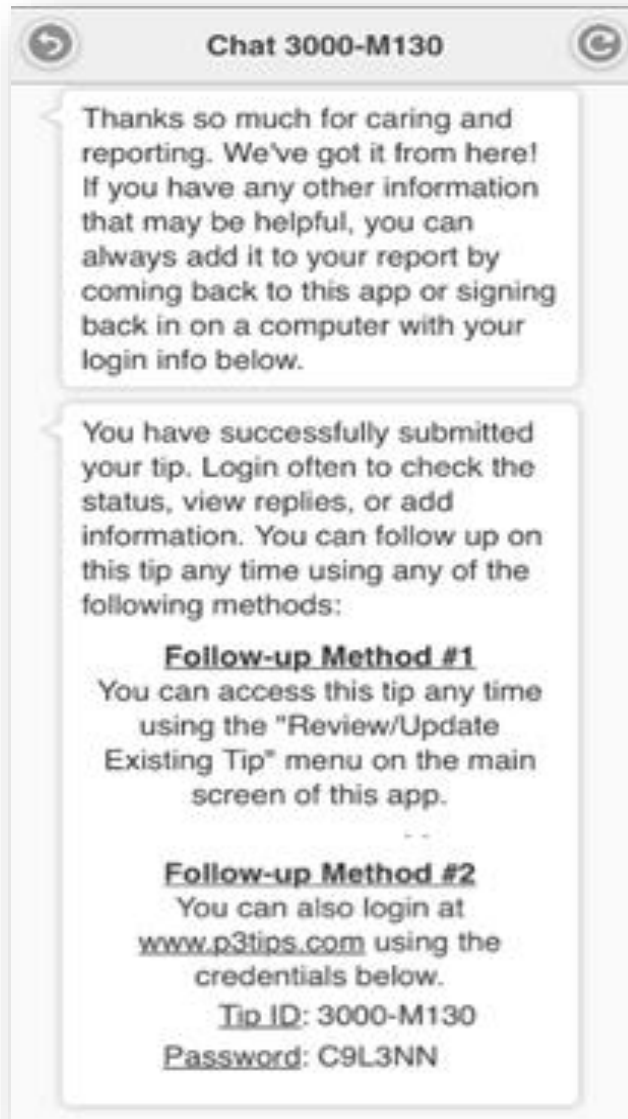 Chat 3000-M130
Thanks so much for caring and
reporting. We've got it from here!
If you have any other information
that may be helpful, you can
always add it to your report by
coming back to this app or signing
back in on a computer with your
login info below.
You have successfully submitted
your tip. Login often to check the
status, view replies, or add
information. You can follow up on
this tip any time using any of the
following methods:
Follow-up Method #1
You can access this tip any time
using the "Review/Update
Existing Tip" menu on the main
screen of this app.
Follow-up Method #2
You can also login at
www.p3tips.com using the
credentials below.
Tip ID: 3000-M130
Password: C9L3NN